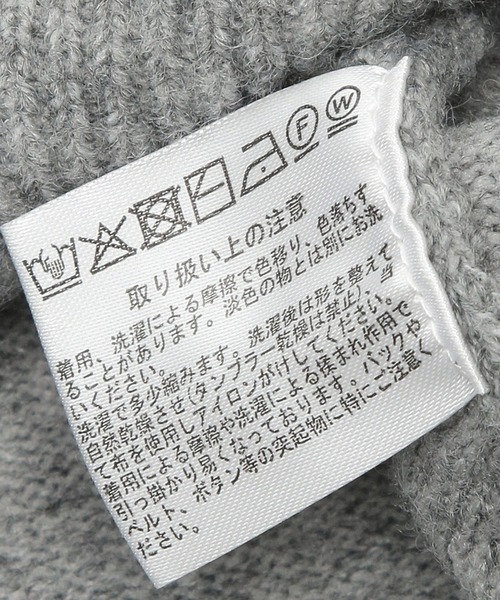 F W
取り扱い上の注意
着用、洗濯による摩擦で色移り、色落ちす
ることがあります。淡色の物とは別にお洗
いください。
洗濯で多少縮みます。洗濯後は形を整えて
自然乾燥させ(タンブラー乾燥は禁止)、当
て布を使用しアイロンがけしてください。
着用による摩擦や洗濯による揉まれ作用で
引っ掛かり易くなっております。バックや
ベルト、ボタン等の突起物に特にご注意く
ださい。